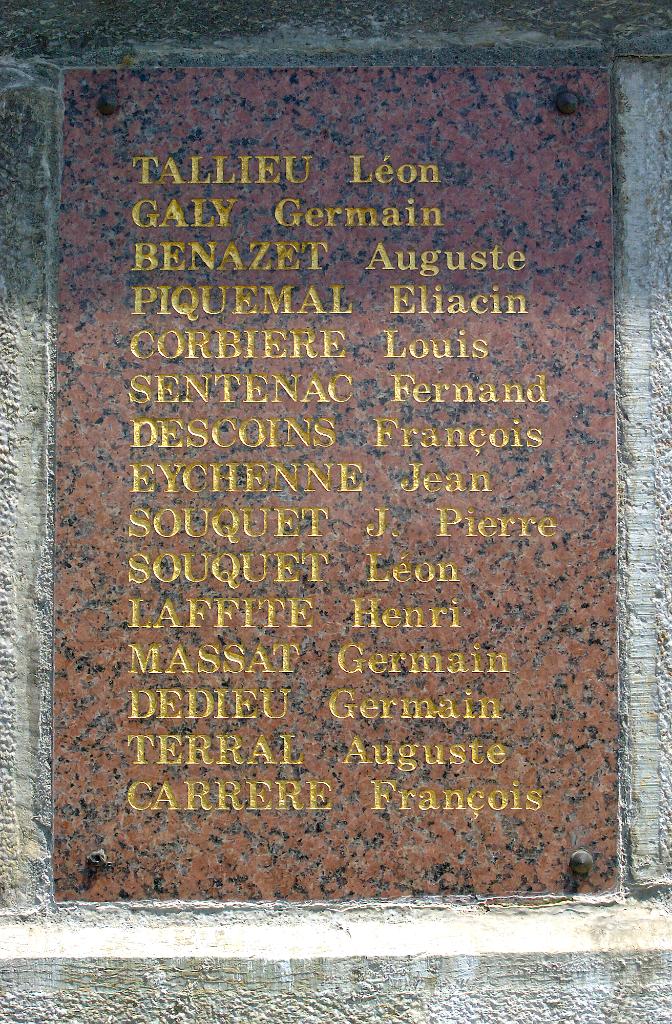 TALLIEU Léon
GALY Germain
BENAZET Auguste
PIQUEMAL Eliacin
CORBIERE Louis
SENTENAC Fernand
DESCOINS François
EYCHENNE Jean
SOUQUET J. Pierre
SOUQUET Léon
LAFFITE Henri
MASSAT Germain
DEDIEU Germain
TERRAL Auguste
CARRERE François